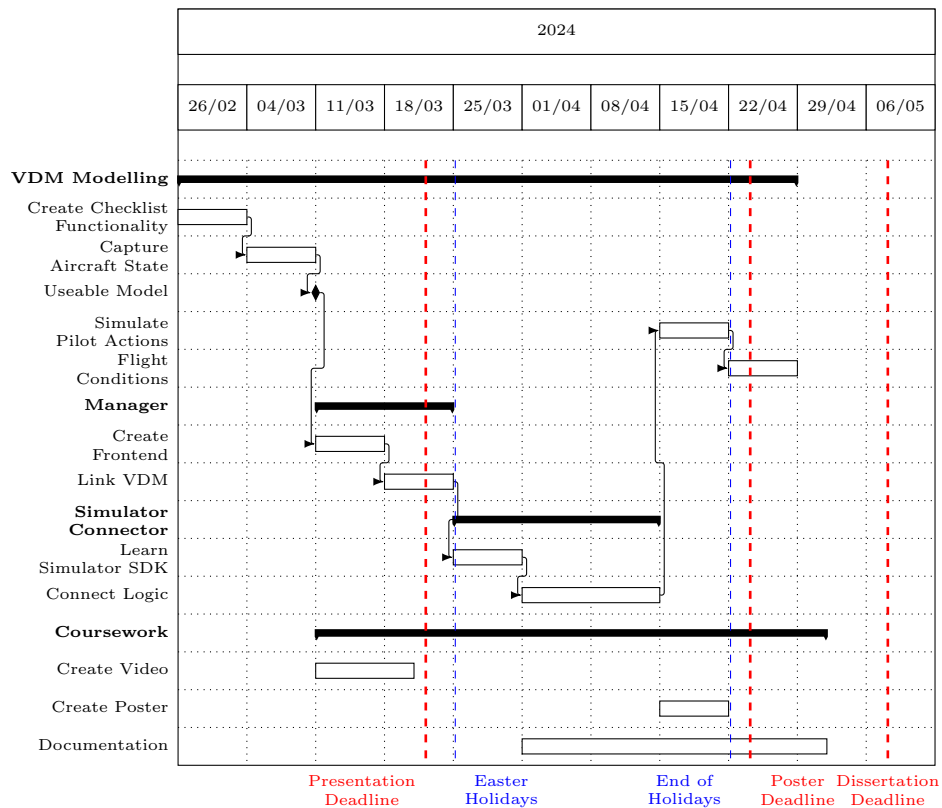 2024
26/02 04/03 11/03 18/03 25/03 01/04 08/04 15/04 22/04 29/04 06/05
VDM Modelling
Create Checklist
Functionality
Capture
Aircraft State
Useable Model
Simulate
Pilot Actions
Flight
Conditions
Manager
Create
Frontend
Link VDM
Simulator
Connector
Learn
Simulator SDK
Connect Logic
Coursework
Create Video
Create Poster
Documentation
Presentation
Deadline
Easter
Holidays
End of
Holidays
Poster
Deadline
Dissertation
Deadline